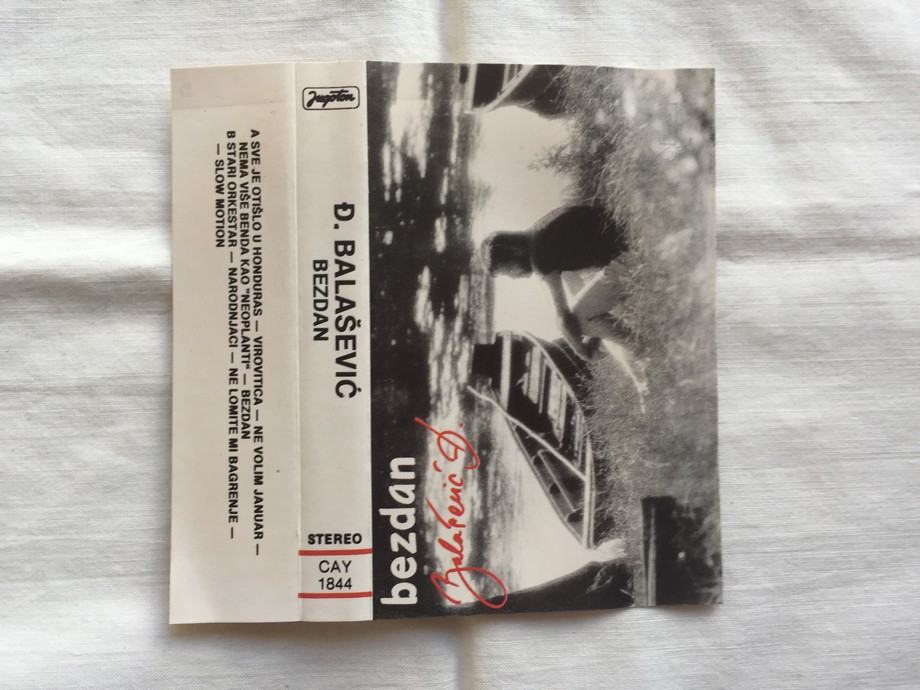 A SVE JE OTIŠLO U HONDURAS — VIROVITICA — NE VOLIM JANUAR —
NEMA VIŠE BENDA KAO "NEOPLANTI" — BEZDAN
B STARI ORKESTAR — NARODNJACI — NE LOMITE MI BAGRENJE —
— SLOW MOTION
Jugoton
Đ. BALAŠEVIĆ
BEZDAN
STEREO
CAY
1844
bezdan
Balašević Đ.